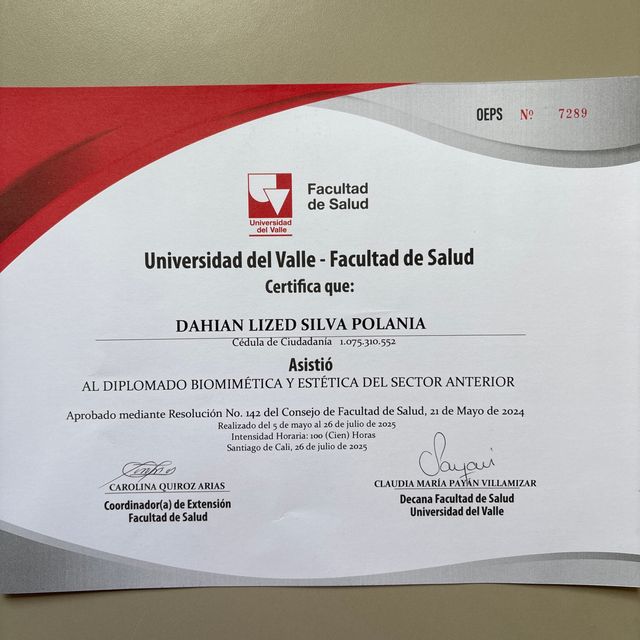 OEPS Nº 7289
Universidad
del Valle
Facultad
de Salud
Universidad del Valle - Facultad de Salud
Certifica que:
DAHIAN LIZED SILVA POLANIA
Cédula de Ciudadanía 1.075.310.552
Asistió
AL DIPLOMADO BIOMIMÉTICA Y ESTÉTICA DEL SECTOR ANTERIOR
Aprobado mediante Resolución No. 142 del Consejo de Facultad de Salud, 21 de Mayo de 2024
Realizado del 5 de mayo al 26 de julio de 2025
Intensidad Horaria: 100 (Cien) Horas
Santiago de Cali, 26 de julio de 2025
CAROLINA QUIROZ ARIAS
Coordinador(a) de Extensión
Facultad de Salud
CLAUDIA MARÍA PAYÁN VILLAMIZAR
Decana Facultad de Salud
Universidad del Valle